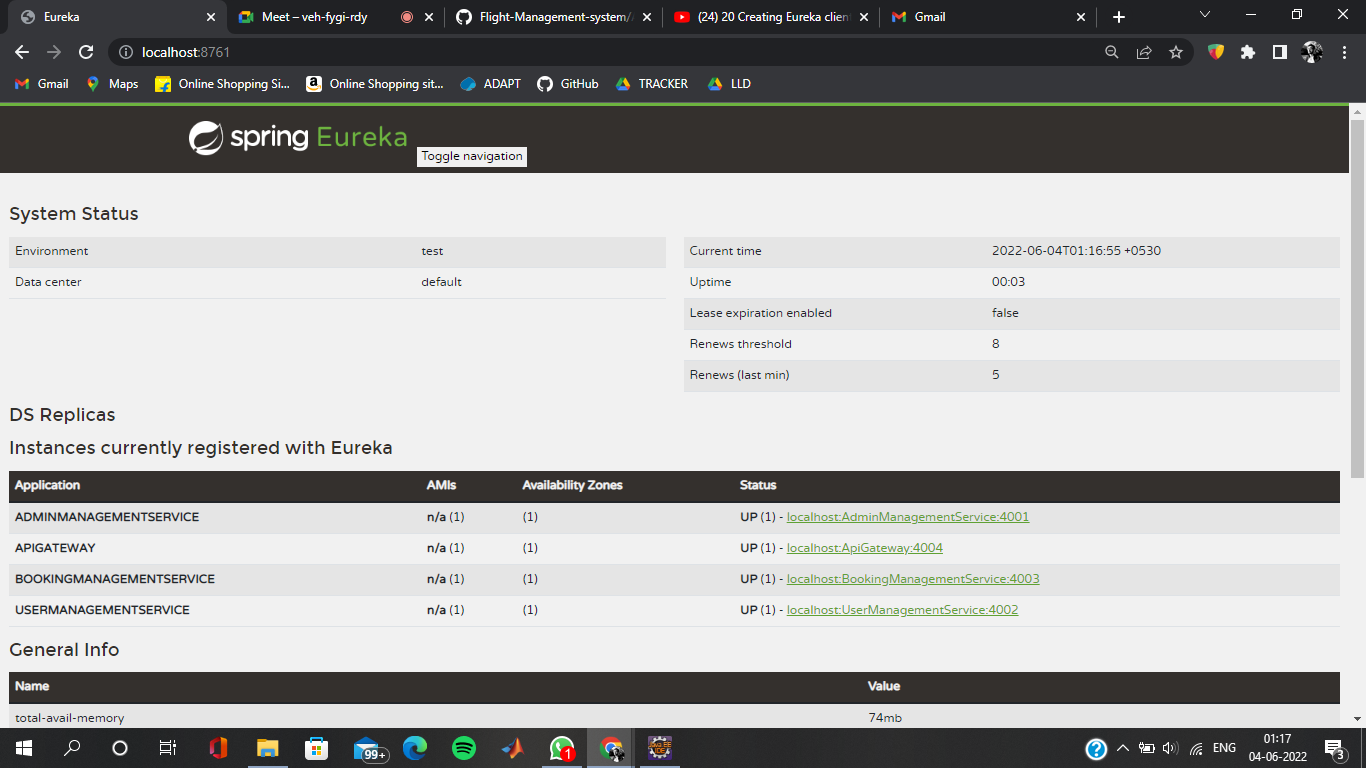 Eureka
Meet – veh-fygi-rdy
Flight-Management-system/
(24) 20 Creating Eureka client
Gmail
localhost:8761
Gmail
Maps
Online Shopping Si...
Online Shopping sit...
ADAPT
GitHub
TRACKER
LLD
spring Eureka
Toggle navigation
System Status
Environment test
Data center default
Current time 2022-06-04T01:16:55 +0530
Uptime 00:03
Lease expiration enabled false
Renews threshold 8
Renews (last min) 5
DS Replicas
Instances currently registered with Eureka
Application AMIs Availability Zones Status
ADMINMANAGEMENTSERVICE n/a (1) (1) UP (1) - localhost:AdminManagementService:4001
APIGATEWAY n/a (1) (1) UP (1) - localhost:ApiGateway:4004
BOOKINGMANAGEMENTSERVICE n/a (1) (1) UP (1) - localhost:BookingManagementService:4003
USERMANAGEMENTSERVICE n/a (1) (1) UP (1) - localhost:UserManagementService:4002
General Info
Name Value
total-avail-memory 74mb
99+
1
ENG
01:17
04-06-2022
3